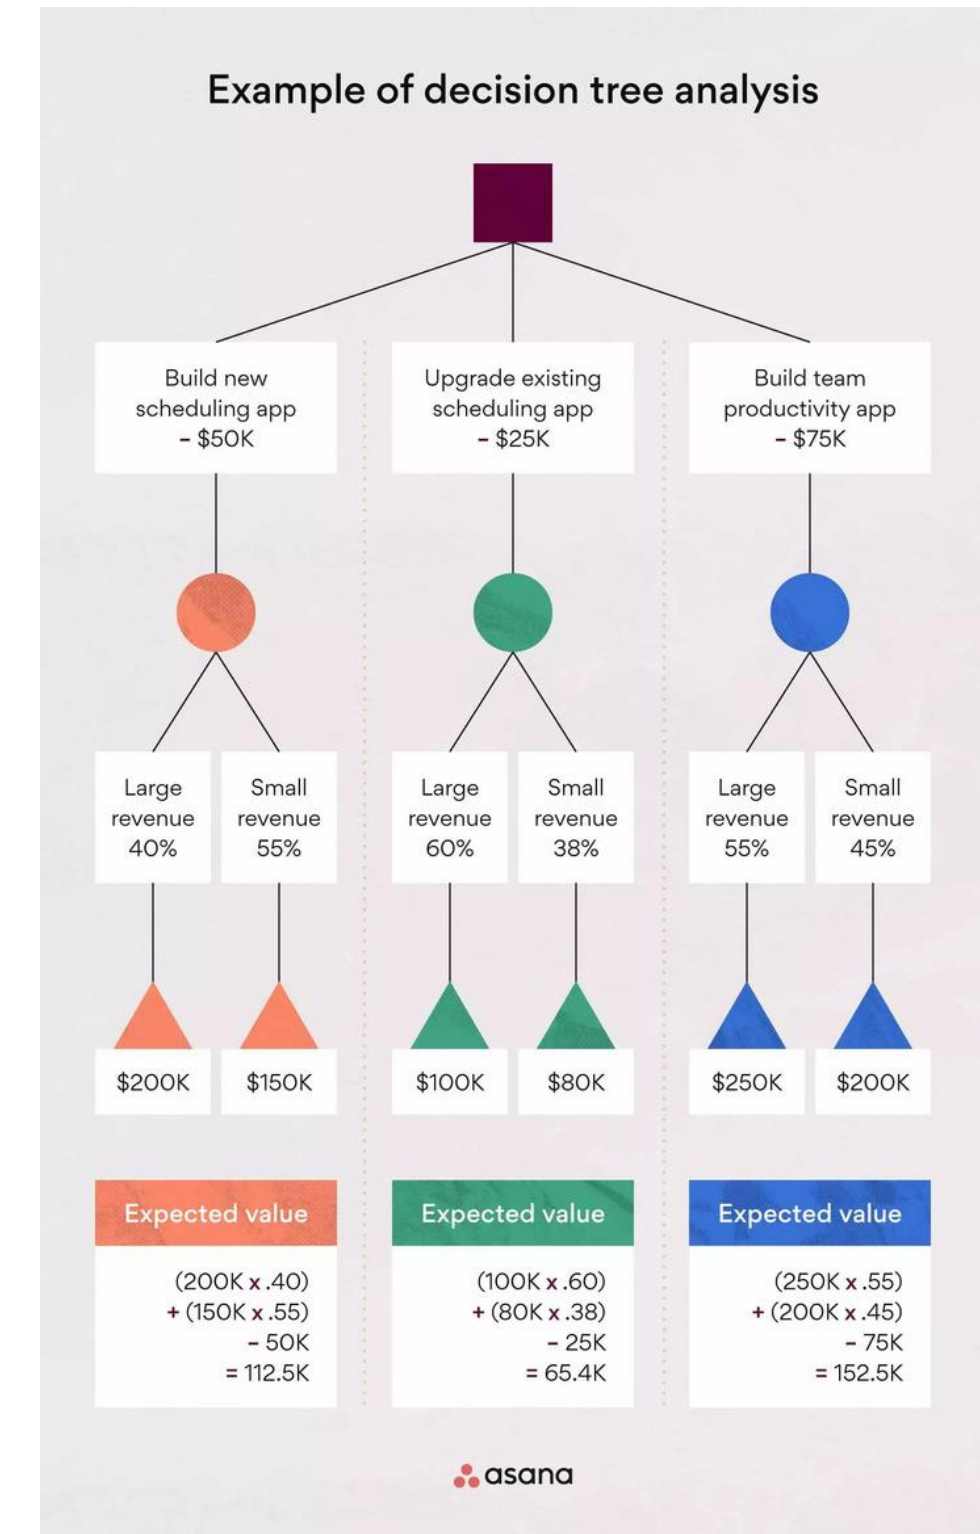 Example of decision tree analysis
Build new
scheduling app
– $50K
Upgrade existing
scheduling app
– $25K
Build team
productivity app
– $75K
Large
revenue
40%
Small
revenue
55%
Large
revenue
60%
Small
revenue
38%
Large
revenue
55%
Small
revenue
45%
$200K
$150K
$100K
$80K
$250K
$200K
Expected value
(200K x .40)
+ (150K x .55)
– 50K
= 112.5K
Expected value
(100K x .60)
+ (80K x .38)
– 25K
= 65.4K
Expected value
(250K x .55)
+ (200K x .45)
– 75K
= 152.5K
asana